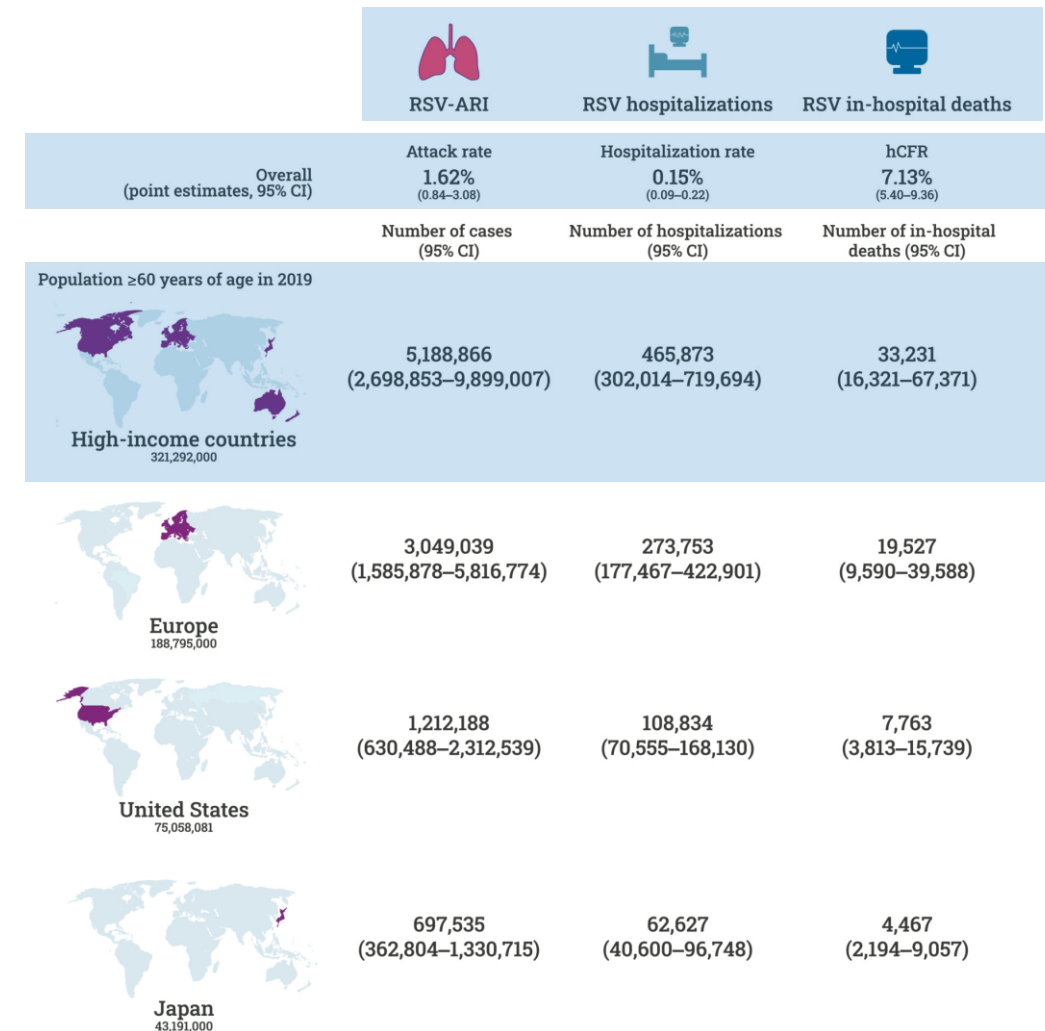 RSV-ARI
RSV hospitalizations
RSV in-hospital deaths
Overall
(point estimates, 95% CI)
Attack rate
1.62%
(0.84–3.08)
Hospitalization rate
0.15%
(0.09–0.22)
hCFR
7.13%
(5.40–9.36)
Number of cases
(95% CI)
Number of hospitalizations
(95% CI)
Number of in-hospital
deaths (95% CI)
Population ≥60 years of age in 2019
High-income countries
321,292,000
5,188,866
(2,698,853–9,899,007)
465,873
(302,014–719,694)
33,231
(16,321–67,371)
Europe
188,795,000
3,049,039
(1,585,878–5,816,774)
273,753
(177,467–422,901)
19,527
(9,590–39,588)
United States
75,058,081
1,212,188
(630,488–2,312,539)
108,834
(70,555–168,130)
7,763
(3,813–15,739)
Japan
43,191,000
697,535
(362,804–1,330,715)
62,627
(40,600–96,748)
4,467
(2,194–9,057)